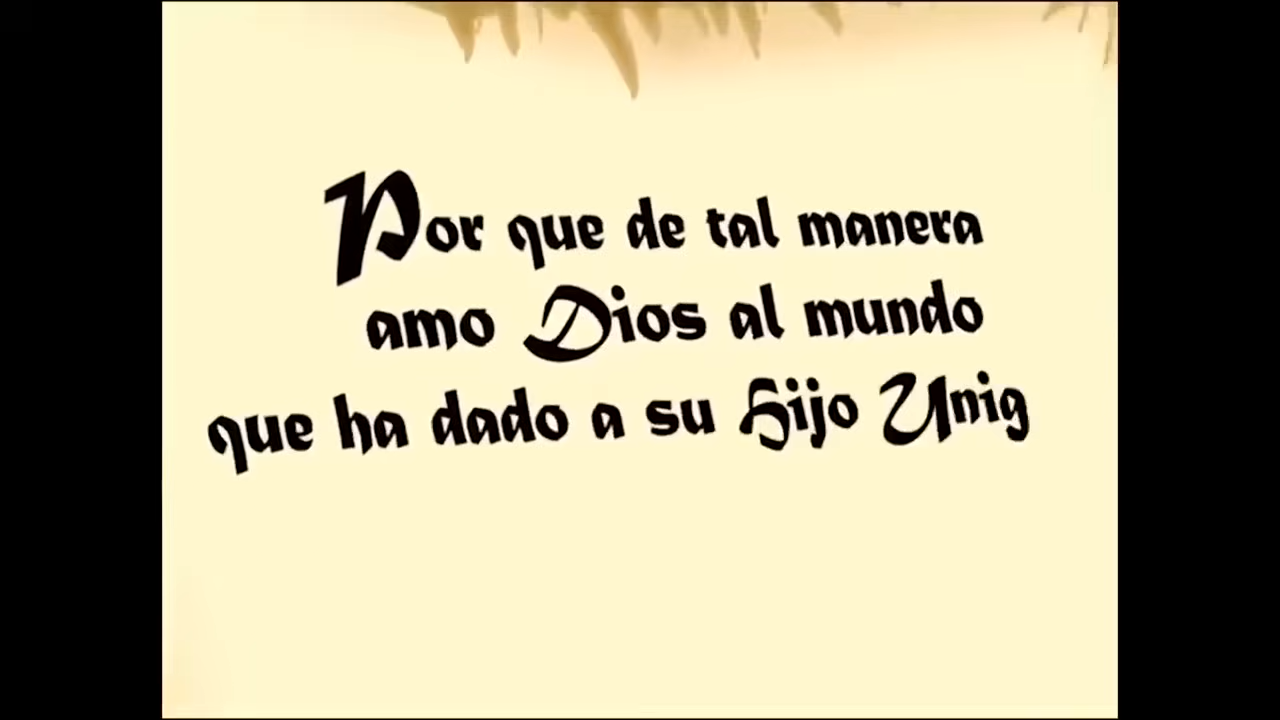 Por que de tal manera
amo Dios al mundo
que ha dado a su Hijo Unig